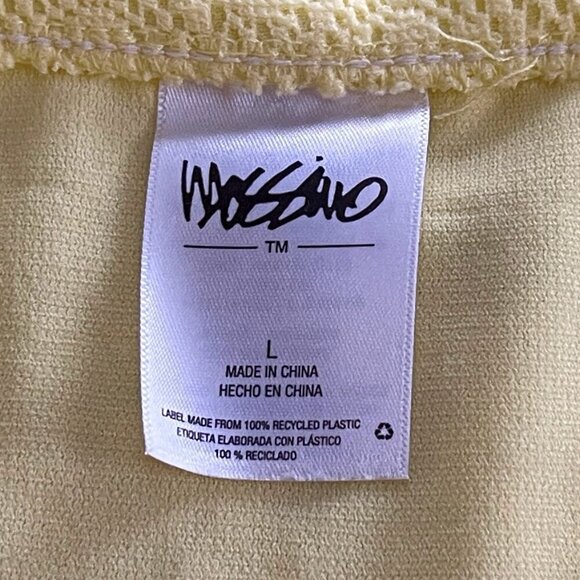 mossimo
TM
L
MADE IN CHINA
HECHO EN CHINA
LABEL MADE FROM 100% RECYCLED PLASTIC
ETIQUETA ELABORADA CON PLÁSTICO
100 % RECICLADO